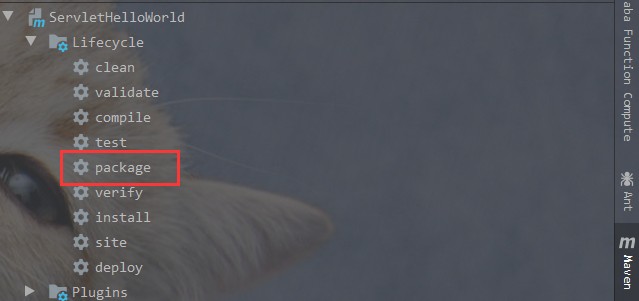 ServletHelloWorld
Lifecycle
clean
validate
compile
test
package
verify
install
site
deploy
Plugins
aba Function Compute
Ant
Maven